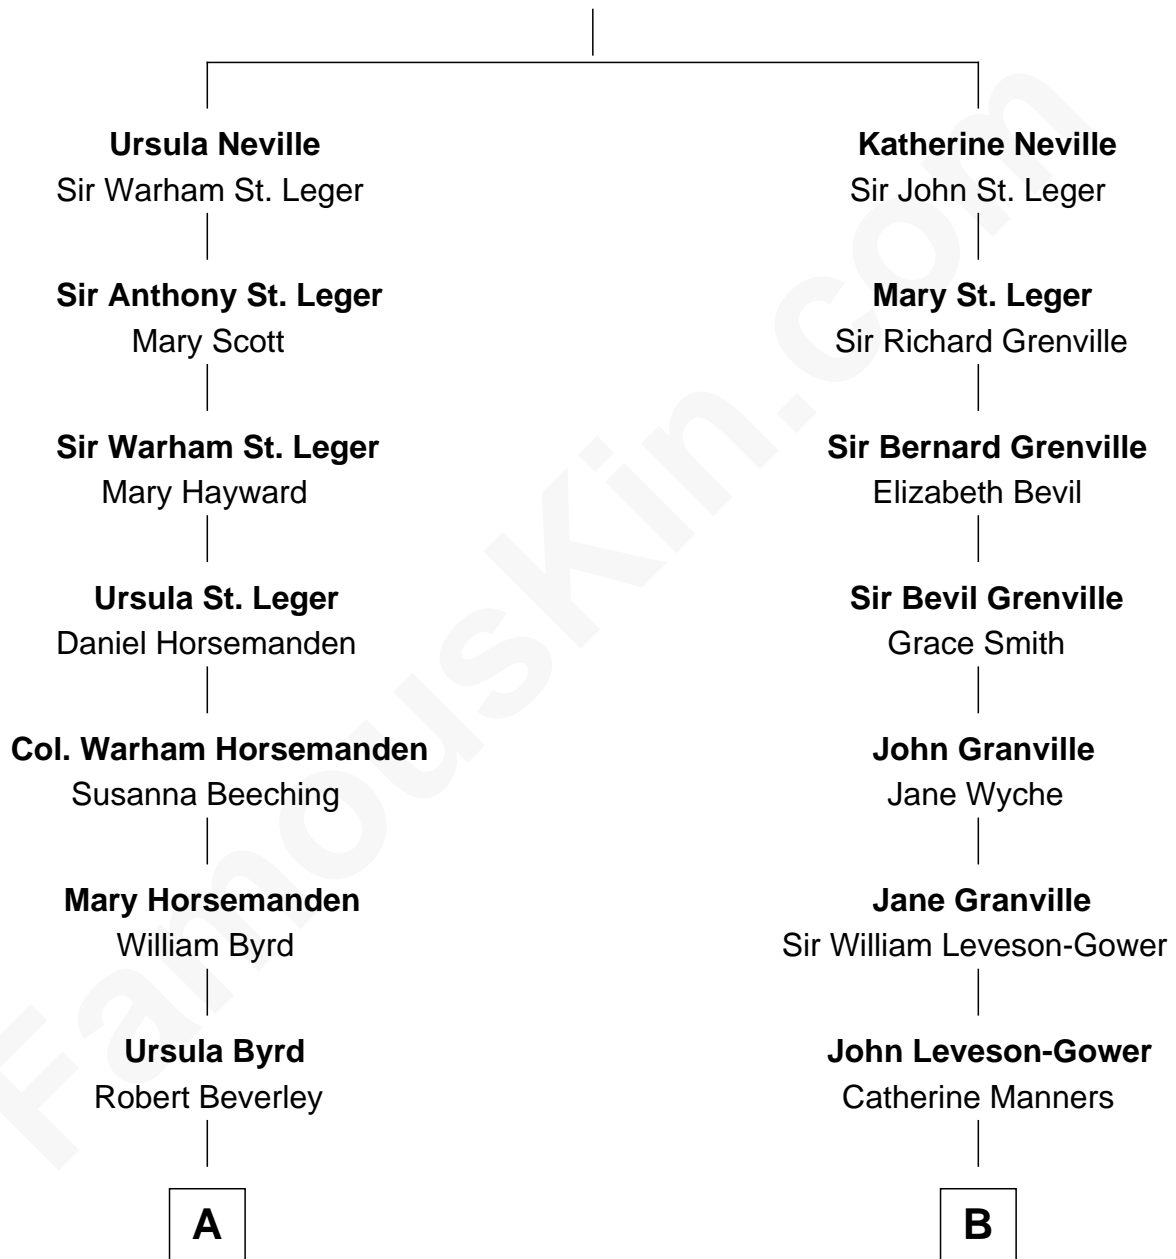 Ursula Neville
Sir Warham St. Leger
Sir Anthony St. Leger
Mary Scott
Sir Warham St. Leger
Mary Hayward
Ursula St. Leger
Daniel Horsemanden
Col. Warham Horsemanden
Susanna Beeching
Mary Horsemanden
William Byrd
Ursula Byrd
Robert Beverley
A
Katherine Neville
Sir John St. Leger
Mary St. Leger
Sir Richard Grenville
Sir Bernard Grenville
Elizabeth Bevil
Sir Bevil Grenville
Grace Smith
John Granville
Jane Wyche
Jane Granville
Sir William Leveson-Gower
John Leveson-Gower
Catherine Manners
B
FamousKin.com